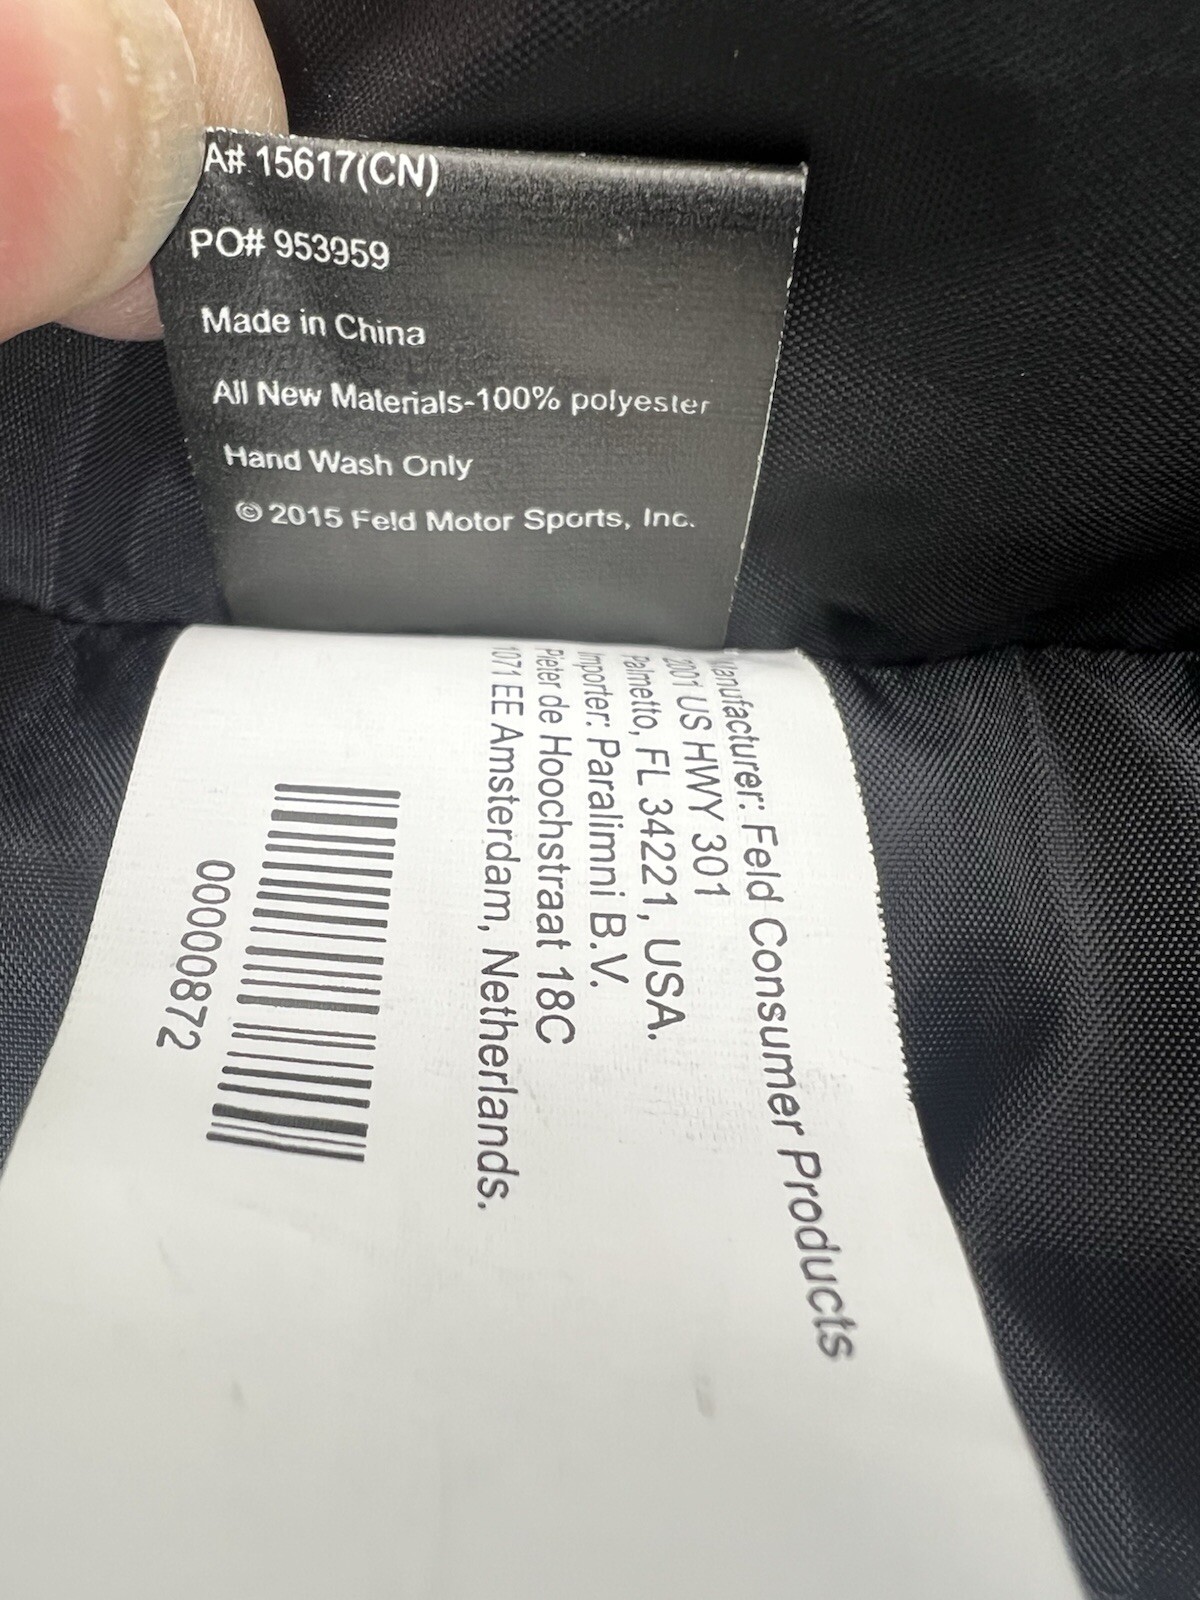 A# 15617(CN)
PO# 953959
Made in China
All New Materials-100% polyester
Hand Wash Only
© 2015 Feld Motor Sports, Inc.
Manufacturer: Feld Consumer Products
2001 US HWY 301
Palmetto, FL 34221, USA.
Importer: Paralimni B.V.
Pieter de Hoochstraat 18C
1071 EE Amsterdam, Netherlands.
000000872